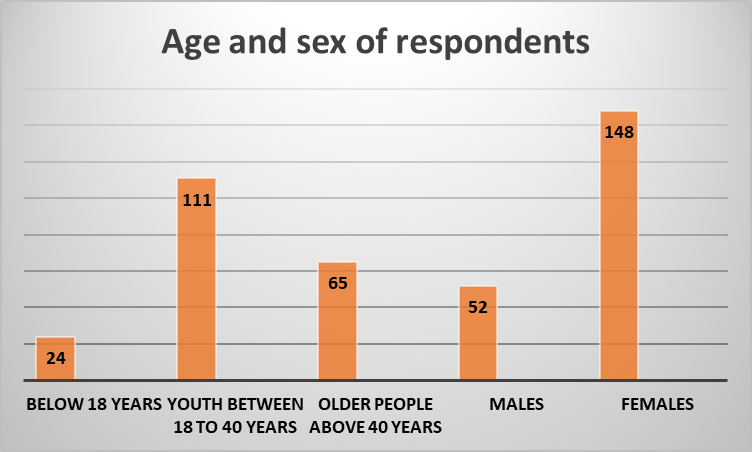 Age and sex of respondents
24
111
65
52
148
BELOW 18 YEARS
YOUTH BETWEEN
18 TO 40 YEARS
OLDER PEOPLE
ABOVE 40 YEARS
MALES
FEMALES